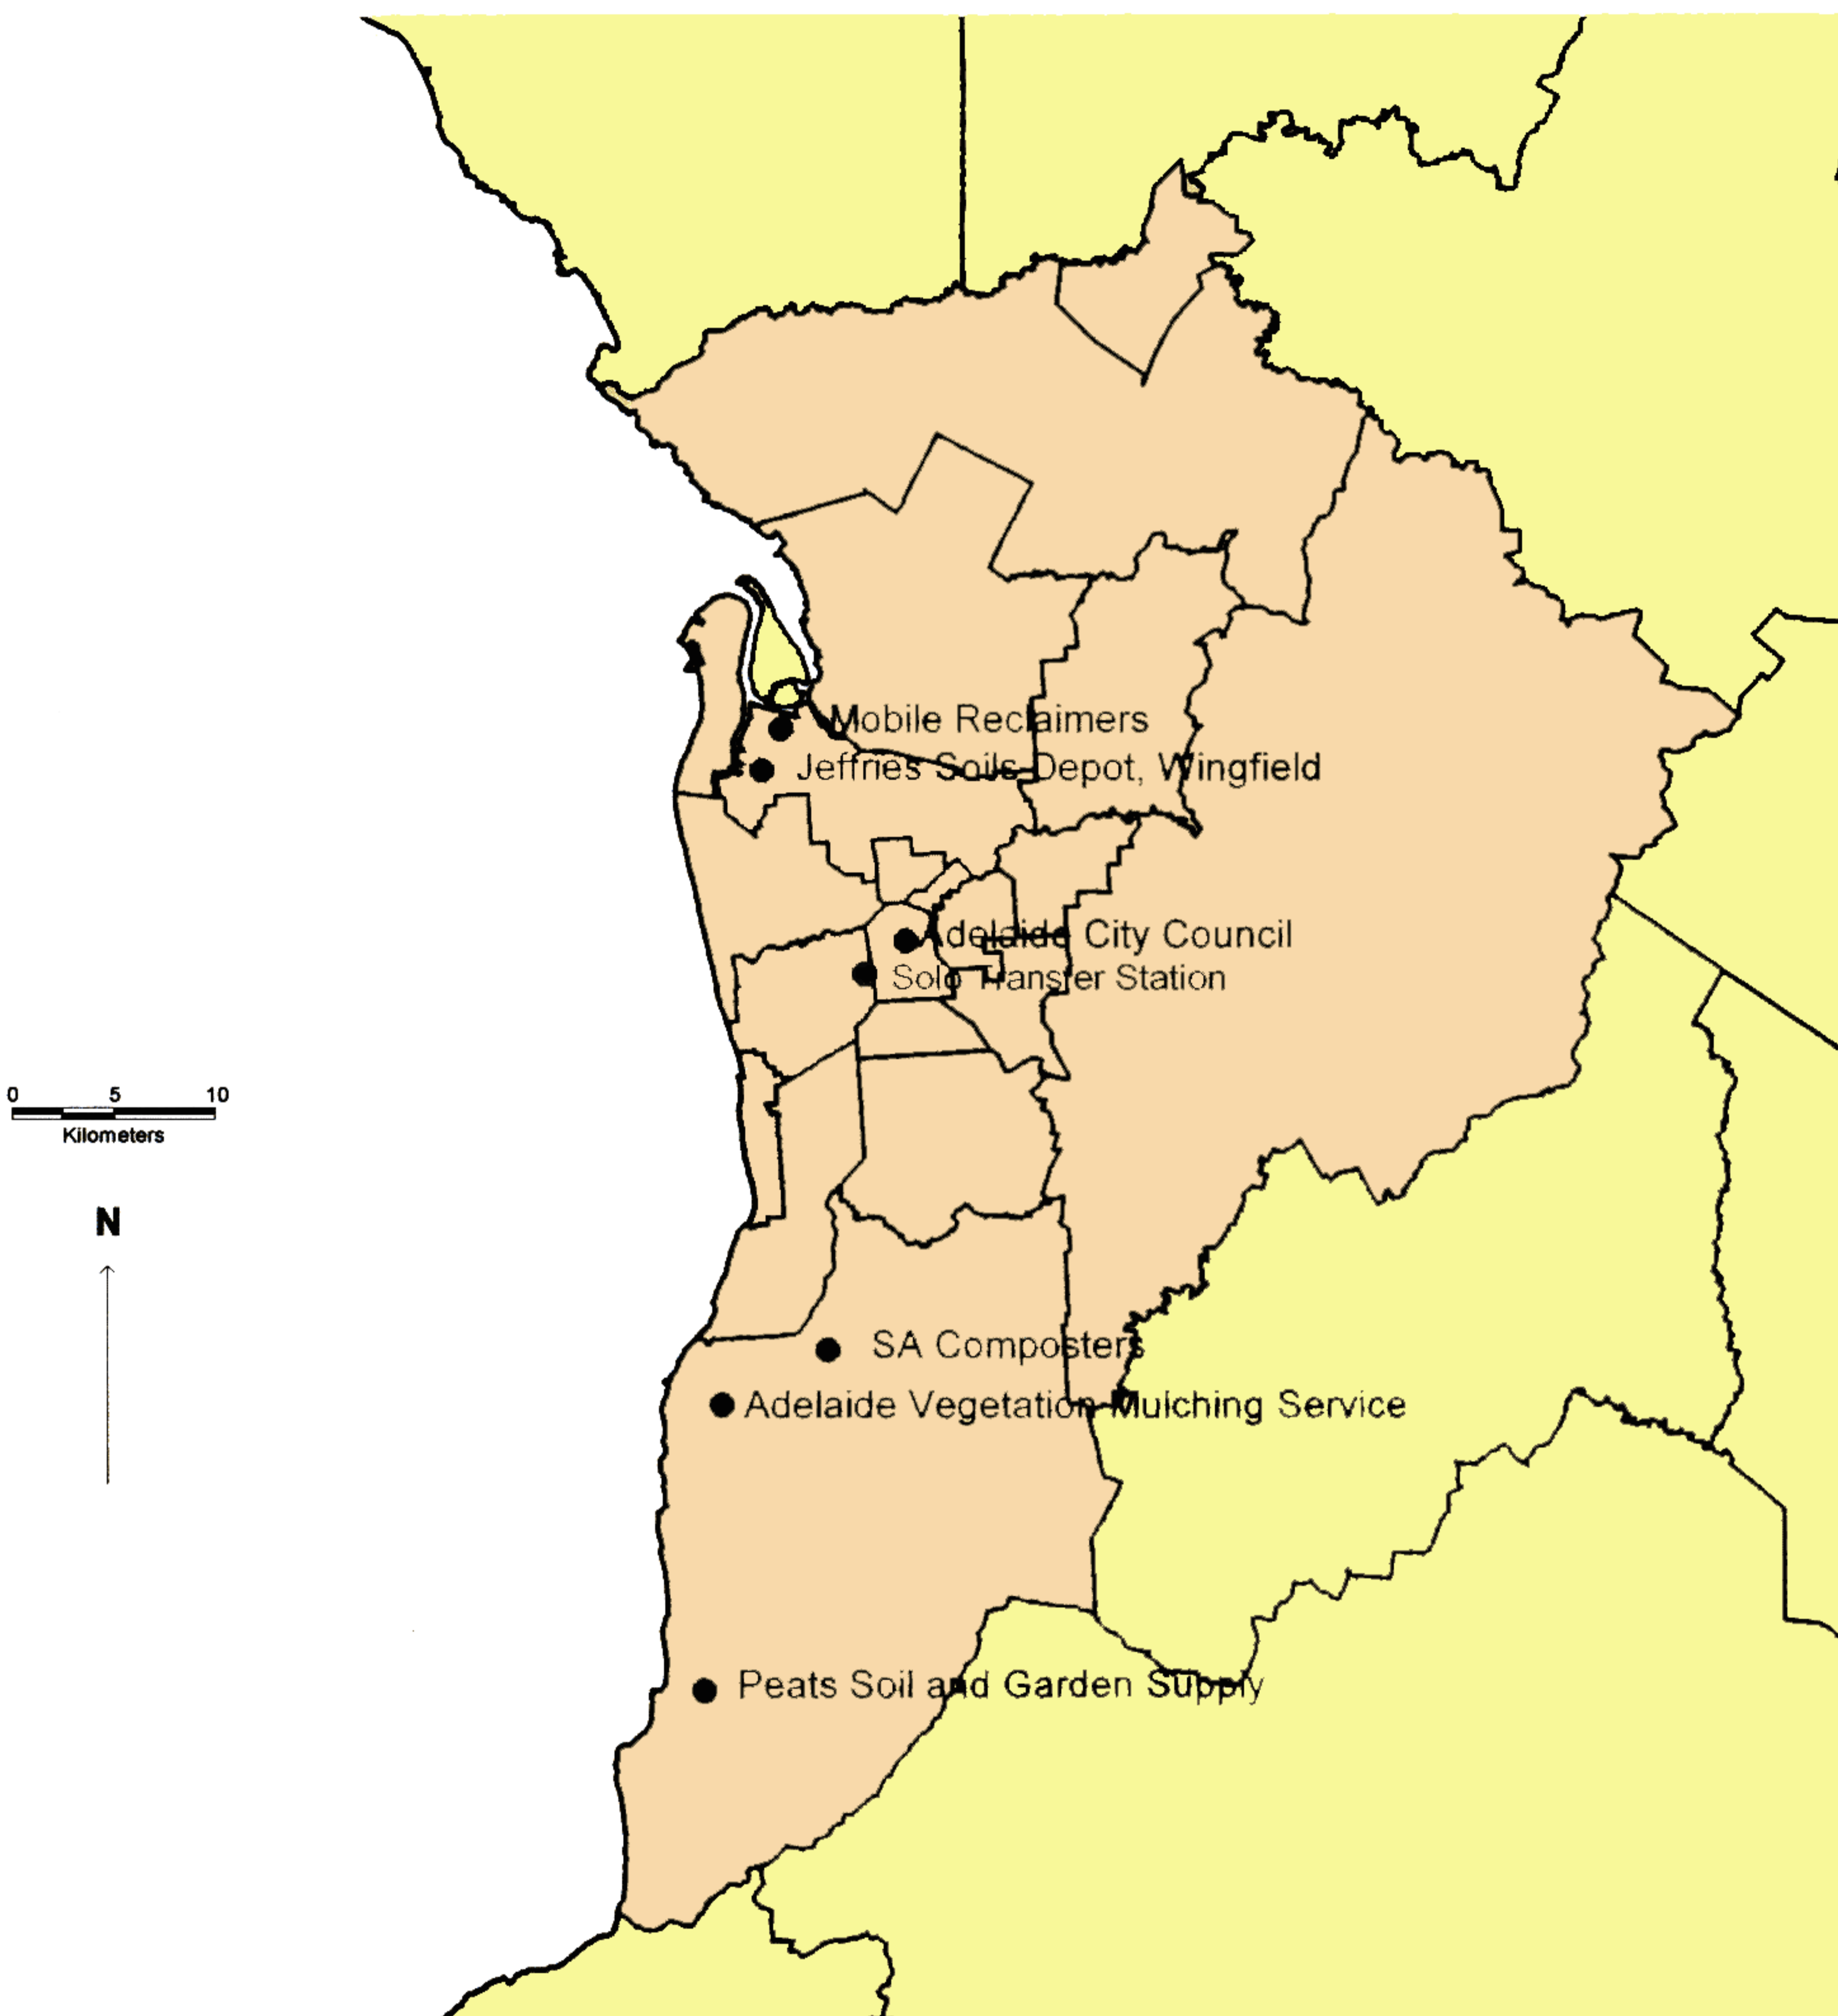 Mobile Reclaimers
Jeffries Soils Depot, Wingfield
Adelaide City Council
Solo Transfer Station
0 5 10
Kilometers
N
SA Composters
Adelaide Vegetation Mulching Service
Peats Soil and Garden Supply